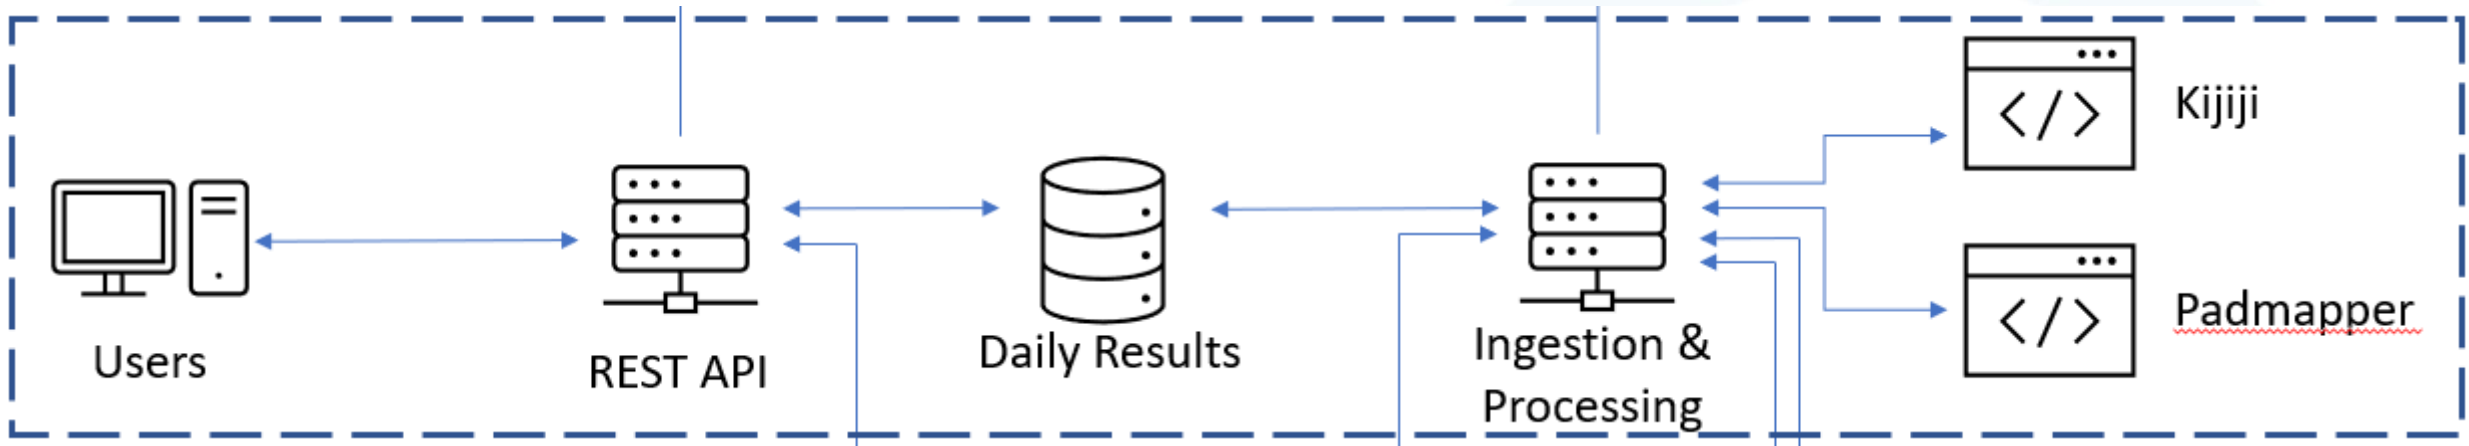 Kijiji
Padmapper
Users
REST API
Daily Results
Ingestion &
Processing